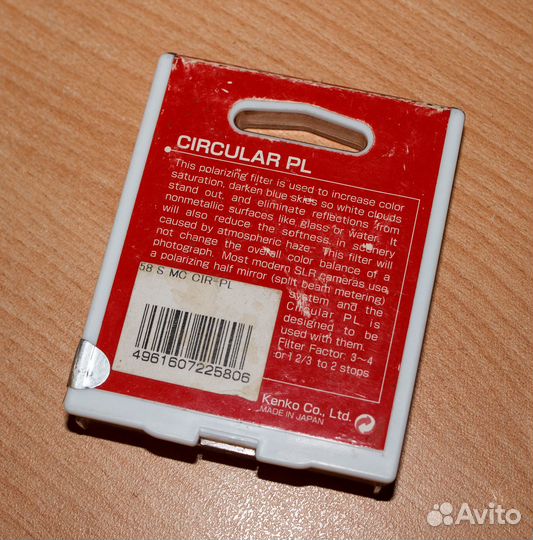 CIRCULAR PL
This polarizing filter is used to increase color
saturation, darken blue skies so white clouds
stand out, and eliminate reflections from
nonmetallic surfaces like glass or water. It
will also reduce the softness in scenery
caused by atmospheric haze. This filter will
not change the overall color balance of a
photograph. Most modern SLR cameras use
a polarizing half mirror (split beam metering)
system and the
Circular PL is
designed to be
used with them.
Filter Factor: 3~4
or 1 2/3 to 2 stops
58 S MC CIR-PL
4961607225806
Kenko Co., Ltd.
MADE IN JAPAN
Avito